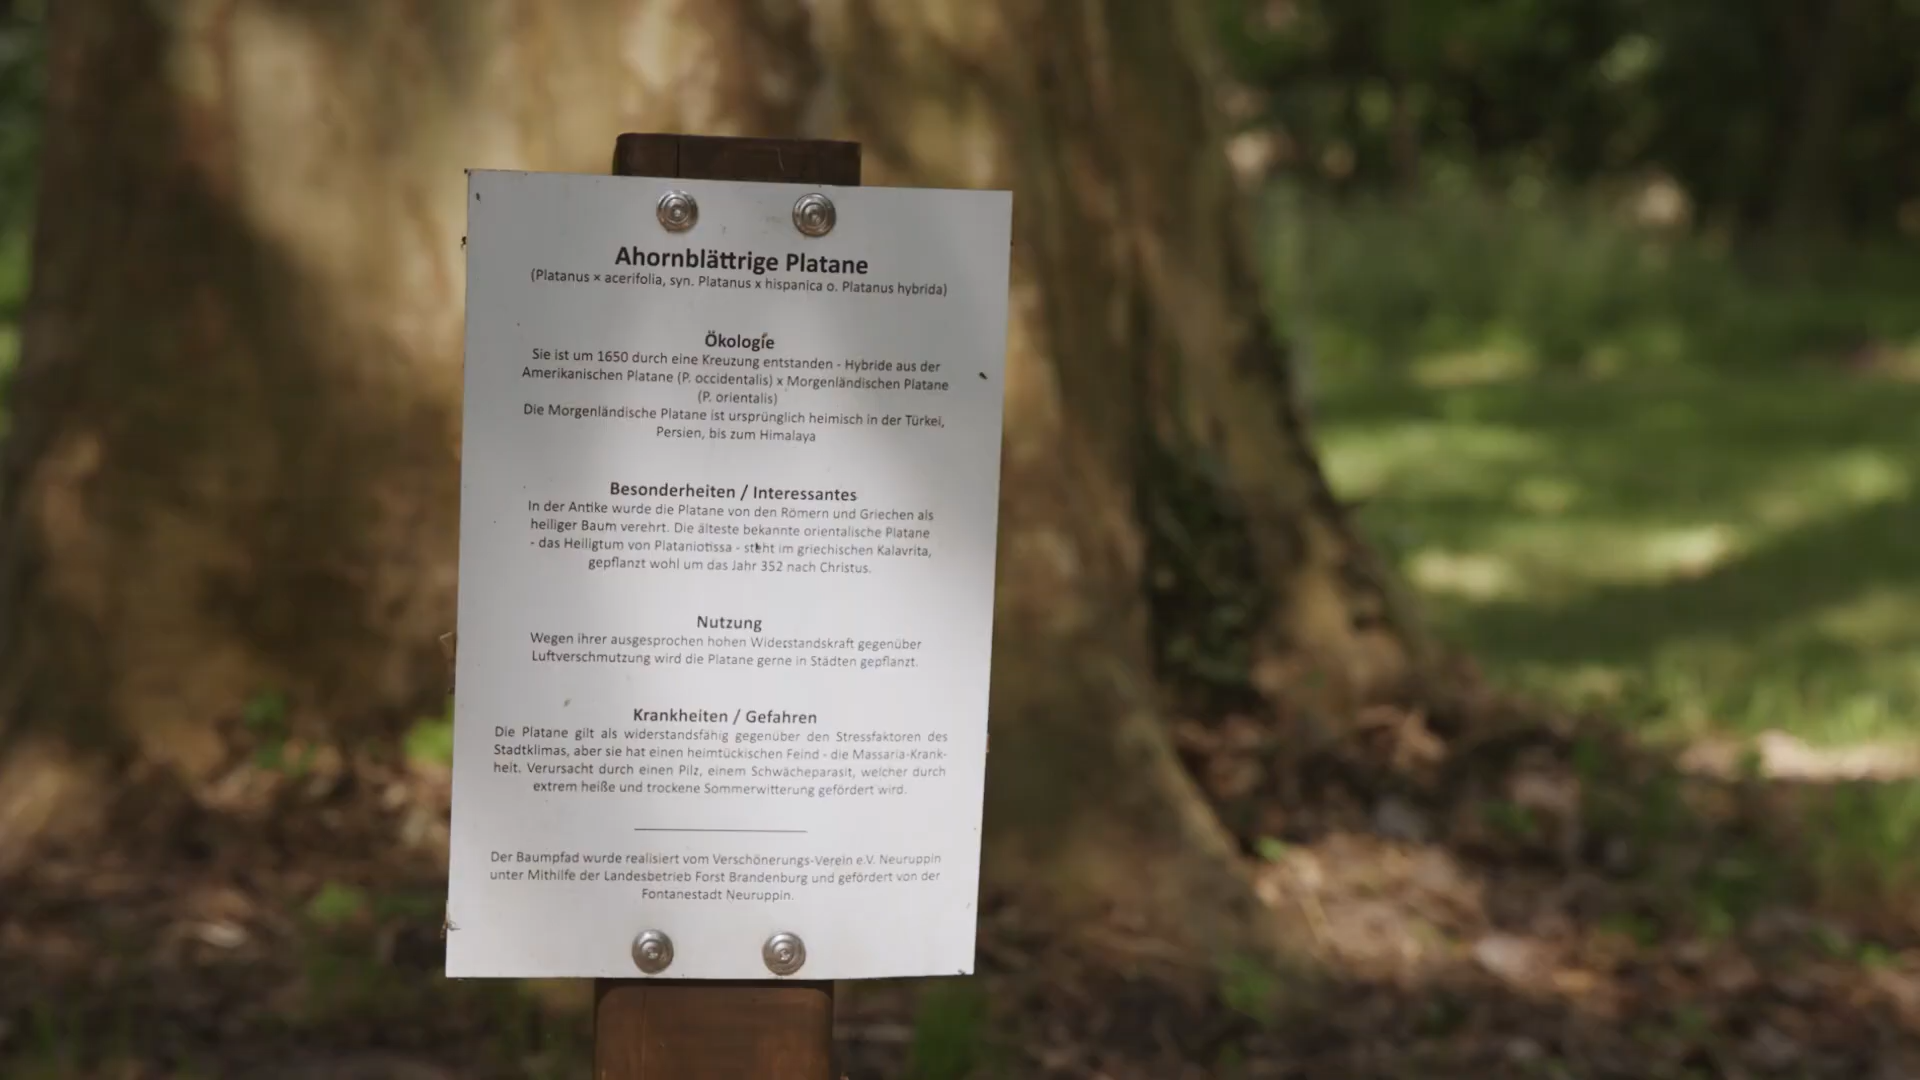 Ahornblättrige Platane
(Platanus × acerifolia, syn. Platanus x hispanica o. Platanus hybrida)
Ökologie
Sie ist um 1650 durch eine Kreuzung entstanden - Hybride aus der
Amerikanischen Platane (P. occidentalis) x Morgenländischen Platane
(P. orientalis)
Die Morgenländische Platane ist ursprünglich heimisch in der Türkei,
Persien, bis zum Himalaya
Besonderheiten / Interessantes
In der Antike wurde die Platane von den Römern und Griechen als
heiliger Baum verehrt. Die älteste bekannte orientalische Platane
- das Heiligtum von Plataniotissa - steht im griechischen Kalavrita,
gepflanzt wohl um das Jahr 352 nach Christus.
Nutzung
Wegen ihrer ausgesprochen hohen Widerstandskraft gegenüber
Luftverschmutzung wird die Platane gerne in Städten gepflanzt.
Krankheiten / Gefahren
Die Platane gilt als widerstandsfähig gegenüber den Stressfaktoren des
Stadtklimas, aber sie hat einen heimtückischen Feind - die Massaria-Krank-
heit. Verursacht durch einen Pilz, einem Schwächeparasit, welcher durch
extrem heiße und trockene Sommerwitterung gefördert wird.
Der Baumpfad wurde realisiert vom Verschönerungs-Verein e.V. Neuruppin
unter Mithilfe der Landesbetrieb Forst Brandenburg und gefördert von der
Fontanestadt Neuruppin.